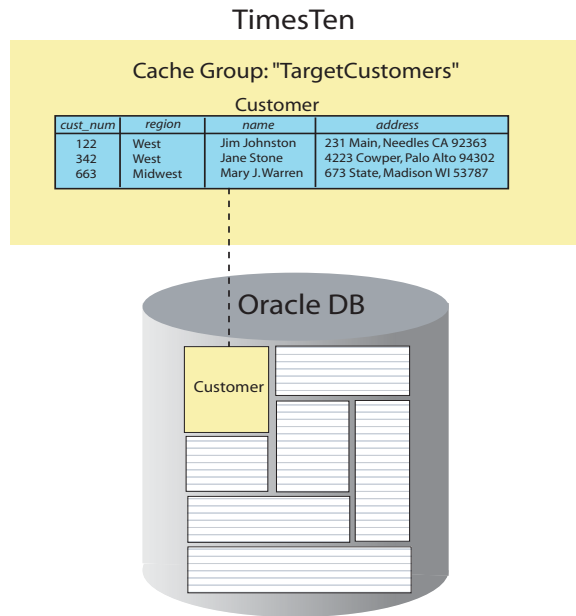 TimesTen
Cache Group: "TargetCustomers"
Customer
cust_num region name address
122 West Jim Johnston 231 Main, Needles CA 92363
342 West Jane Stone 4223 Cowper, Palo Alto 94302
663 Midwest Mary J. Warren 673 State, Madison WI 53787
Oracle DB
Customer